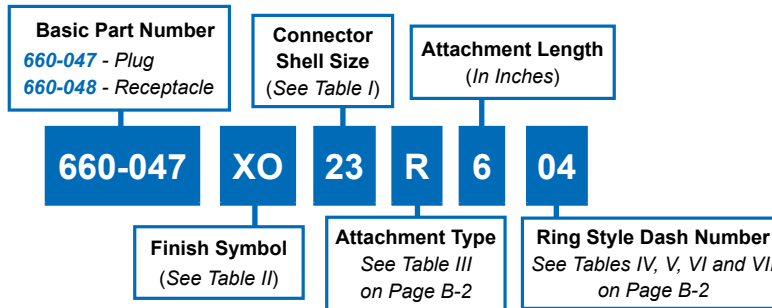 Basic Part Number
660-047 - Plug
660-048 - Receptacle
Connector
Shell Size
(See Table I)
Attachment Length
(In Inches)
660-047 XO 23 R 6 04
Finish Symbol
(See Table II)
Attachment Type
See Table III
on Page B-2
Ring Style Dash Number
See Tables IV, V, VI and VII
on Page B-2